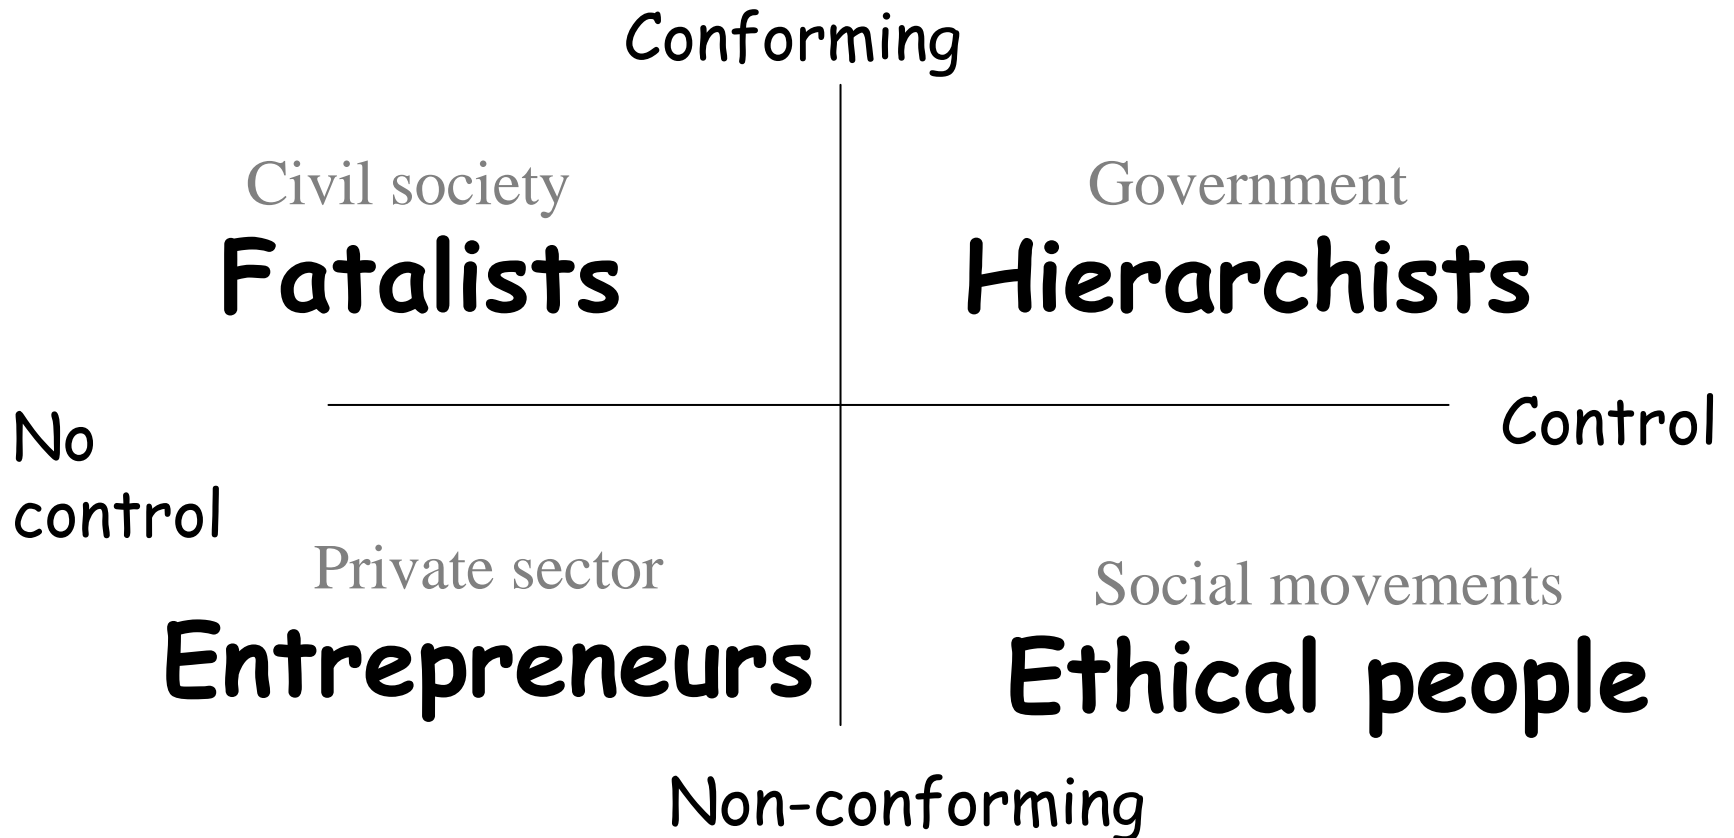 Conforming
Civil society
Government
Fatalists
Hierarchists
No
control
Control
Private sector
Social movements
Entrepreneurs
Ethical people
Non-conforming